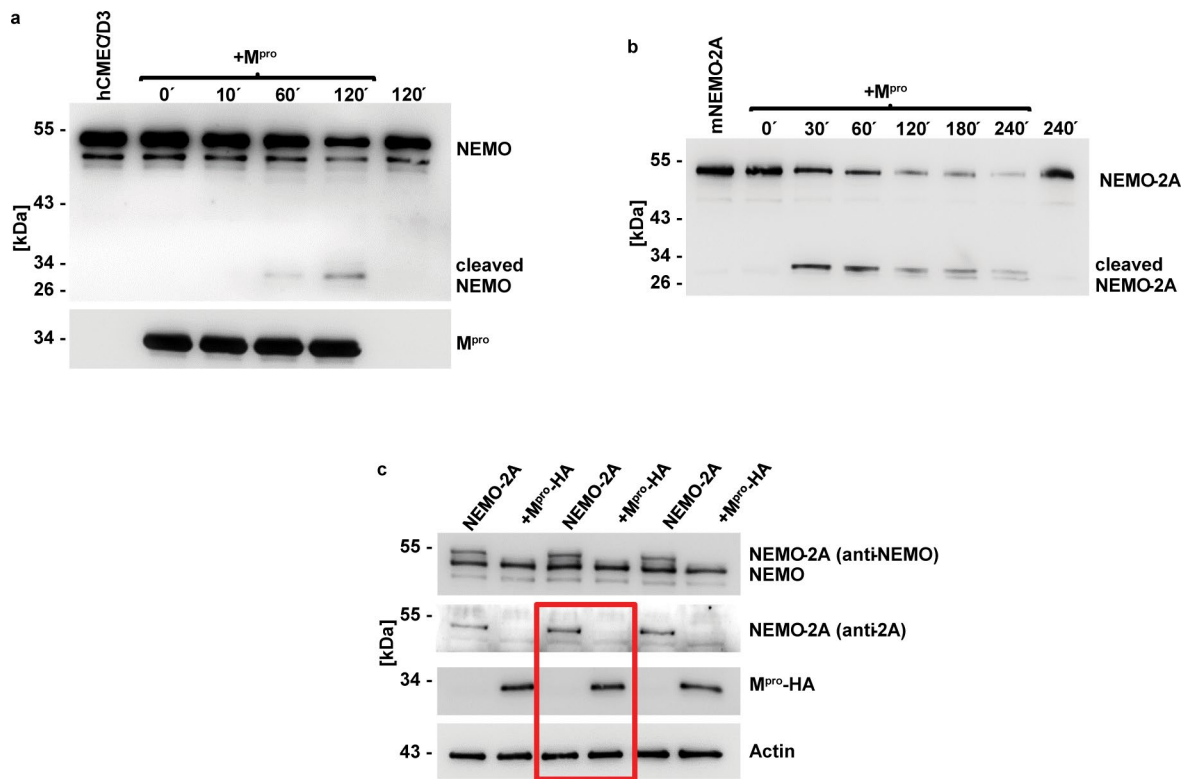 a
hCMEC/D3
+Mpro
0´ 10´ 60´ 120´ 120´
55 -
43 -
34 -
26 -
[kDa]
NEMO
cleaved
NEMO
34 -
Mpro
b
mNEMO-2A
+Mpro
0´ 30´ 60´ 120´ 180´ 240´ 240´
55 -
43 -
34 -
26 -
[kDa]
NEMO-2A
cleaved
NEMO-2A
c
NEMO-2A
+Mpro-HA
NEMO-2A
+Mpro-HA
NEMO-2A
+Mpro-HA
55 -
NEMO-2A (anti-NEMO)
NEMO
55 -
NEMO-2A (anti-2A)
[kDa]
34 -
Mpro-HA
43 -
Actin